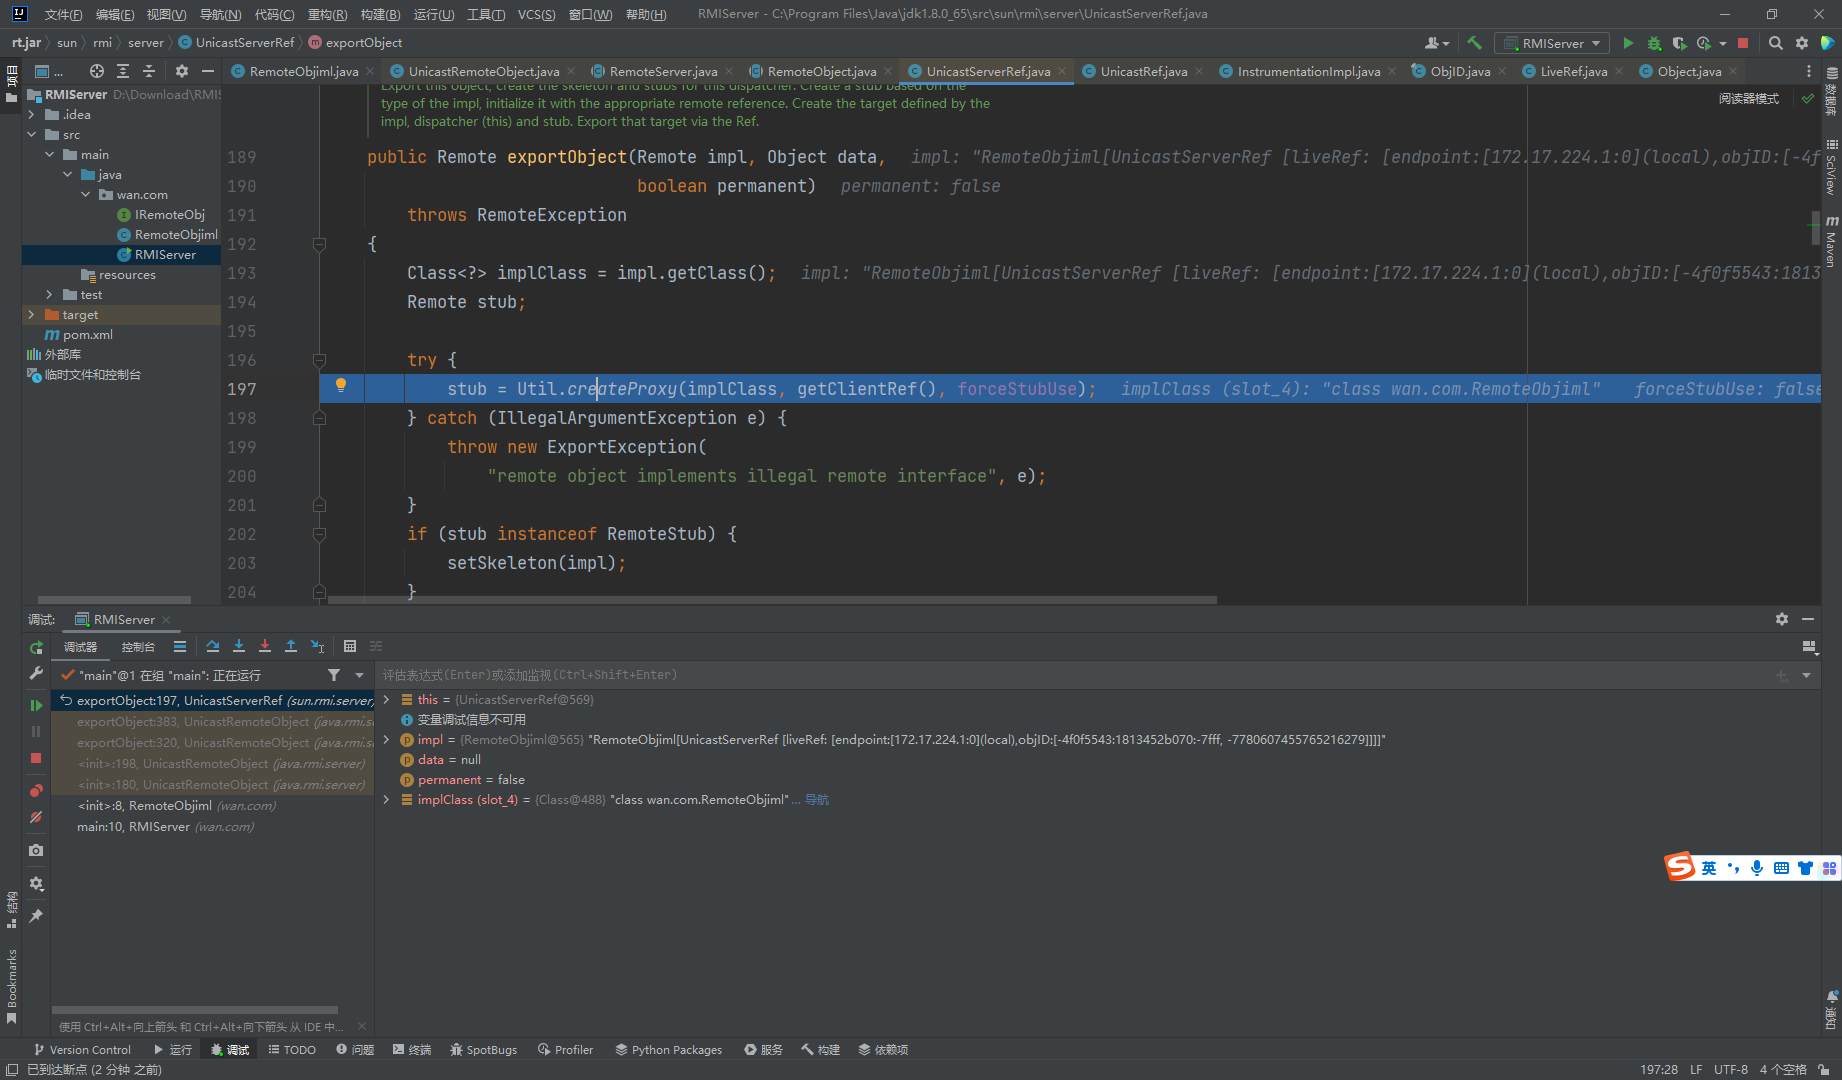 文件(F) 编辑(E) 视图(V) 导航(N) 代码(C) 重构(R) 构建(B) 运行(U) 工具(T) VCS(S) 窗口(W) 帮助(H) RMIServer - C:\Program Files\Java\jdk1.8.0_65\src\sun\rmi\server\UnicastServerRef.java
rt.jar sun rmi server UnicastServerRef exportObject RMIServer
RemoteObjiml.java UnicastRemoteObject.java RemoteServer.java RemoteObject.java UnicastServerRef.java UnicastRef.java InstrumentationImpl.java ObjID.java LiveRef.java Object.java
项目
RMIServer D:\Download\RMIS
.idea
src
main
java
wan.com
IRemoteObj
RemoteObjiml
RMIServer
resources
test
target
pom.xml
外部库
临时文件和控制台
Export this object, create the skeleton and stubs for this dispatcher. Create a stub based on the
type of the impl, initialize it with the appropriate remote reference. Create the target defined by the
impl, dispatcher (this) and stub. Export that target via the Ref.
阅读器模式
189 public Remote exportObject(Remote impl, Object data, impl: "RemoteObjiml[UnicastServerRef [liveRef: [endpoint:[172.17.224.1:0](local),objID:[-4f
190 boolean permanent) permanent: false
191 throws RemoteException
192 {
193 Class<?> implClass = impl.getClass(); impl: "RemoteObjiml[UnicastServerRef [liveRef: [endpoint:[172.17.224.1:0](local),objID:[-4f0f5543:1813
194 Remote stub;
195
196 try {
197 stub = Util.createProxy(implClass, getClientRef(), forceStubUse); implClass (slot_4): "class wan.com.RemoteObjiml" forceStubUse: false
198 } catch (IllegalArgumentException e) {
199 throw new ExportException(
200 "remote object implements illegal remote interface", e);
201 }
202 if (stub instanceof RemoteStub) {
203 setSkeleton(impl);
204 }
数据库
SciView
Maven
通知
调试: RMIServer
调试器 控制台
"main"@1 在组 "main": 正在运行
评估表达式(Enter)或添加监视(Ctrl+Shift+Enter)
exportObject:197, UnicastServerRef (sun.rmi.server)
exportObject:383, UnicastRemoteObject (java.rmi.s
exportObject:320, UnicastRemoteObject (java.rmi.s
<init>:198, UnicastRemoteObject (java.rmi.server)
<init>:180, UnicastRemoteObject (java.rmi.server)
<init>:8, RemoteObjiml (wan.com)
main:10, RMIServer (wan.com)
this = {UnicastServerRef@569}
变量调试信息不可用
impl = {RemoteObjiml@565} "RemoteObjiml[UnicastServerRef [liveRef: [endpoint:[172.17.224.1:0](local),objID:[-4f0f5543:1813452b070:-7fff, -7780607455765216279]]]]"
data = null
permanent = false
implClass (slot_4) = {Class@488} "class wan.com.RemoteObjiml"... 导航
英
结构
Bookmarks
使用 Ctrl+Alt+向上箭头 和 Ctrl+Alt+向下箭头 从 IDE 中...
Version Control 运行 调试 TODO 问题 终端 SpotBugs Profiler Python Packages 服务 构建 依赖项
已到达断点 (2 分钟 之前)
197:28 LF UTF-8 4 个空格